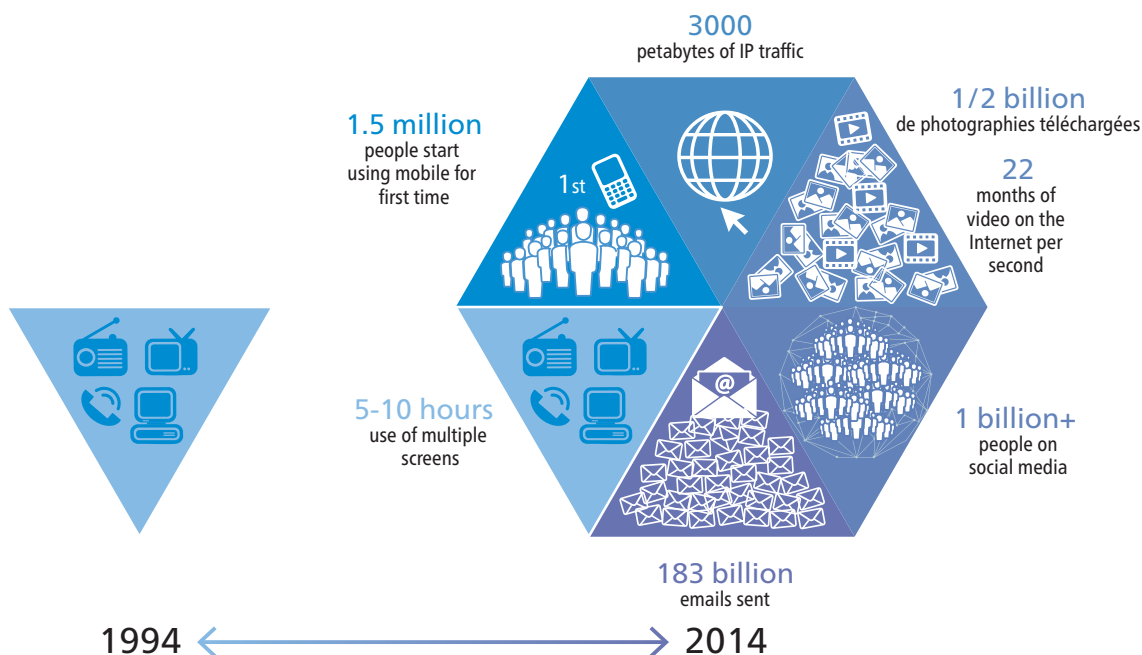 3000
petabytes of IP traffic
1.5 million
people start
using mobile for
first time
1st
1/2 billion
de photographies téléchargées
22
months of
video on the
Internet per
second
5-10 hours
use of multiple
screens
@
1 billion+
people on
social media
183 billion
emails sent
1994
2014